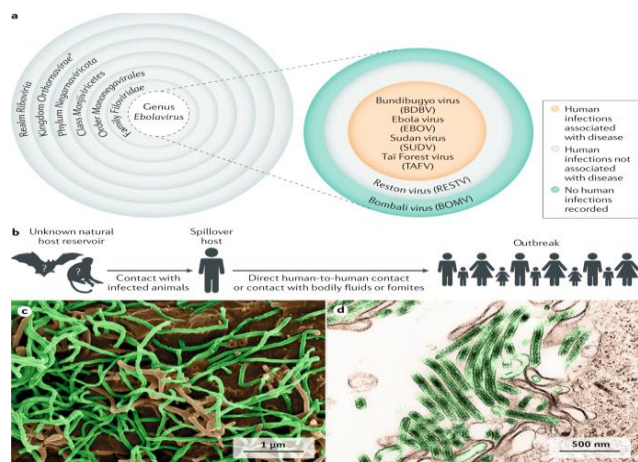 a
Realm Riboviria
Kingdom Orthornavirae*
Phylum Negarnaviricota
Class Monjiviricetes
Order Mononegavirales
Family Filoviridae
Genus
Ebolavirus
Bundibugyo virus
(BDBV)
Ebola virus
(EBOV)
Sudan virus
(SUDV)
Taï Forest virus
(TAFV)
Reston virus (RESTV)
Bombali virus (BOMV)
Human
infections
associated
with disease
Human
infections not
associated
with disease
No human
infections
recorded
b
Unknown natural
host reservoir
?
?
Contact with
infected animals
Spillover
host
Direct human-to-human contact
or contact with bodily fluids or fomites
Outbreak
c
1 µm
d
500 nm